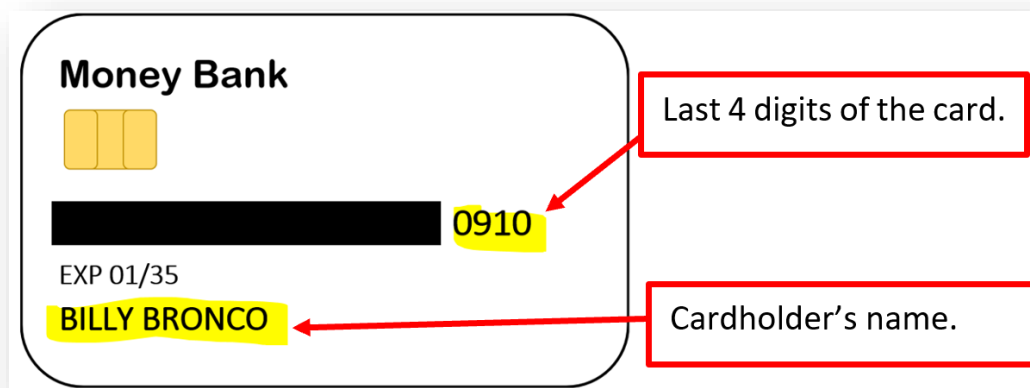 Money Bank
Last 4 digits of the card.
0910
EXP 01/35
BILLY BRONCO
Cardholder’s name.